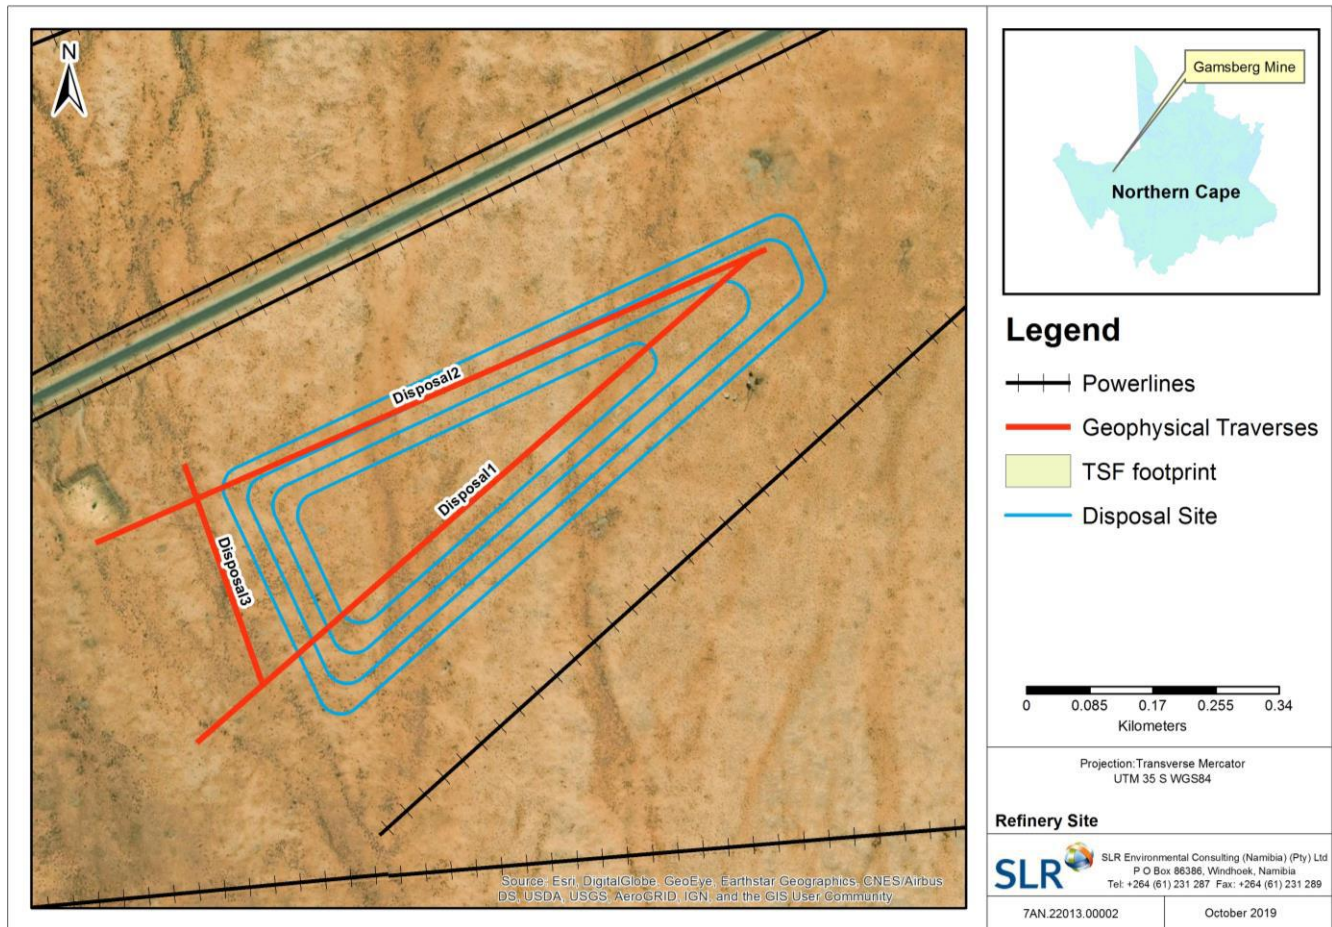 N
Disposal2
Disposal1
Disposal3
Source: Esri, DigitalGlobe, GeoEye, Earthstar Geographics, CNES/Airbus
DS, USDA, USGS, AeroGRID, IGN, and the GIS User Community
Gamsberg Mine
Northern Cape
Legend
Powerlines
Geophysical Traverses
TSF footprint
Disposal Site
0 0.085 0.17 0.255 0.34
Kilometers
Projection:Transverse Mercator
UTM 35 S WGS84
Refinery Site
SLR
SLR Environmental Consulting (Namibia) (Pty) Ltd
P O Box 86386, Windhoek, Namibia
Tel: +264 (61) 231 287 Fax: +264 (61) 231 289
7AN.22013.00002
October 2019